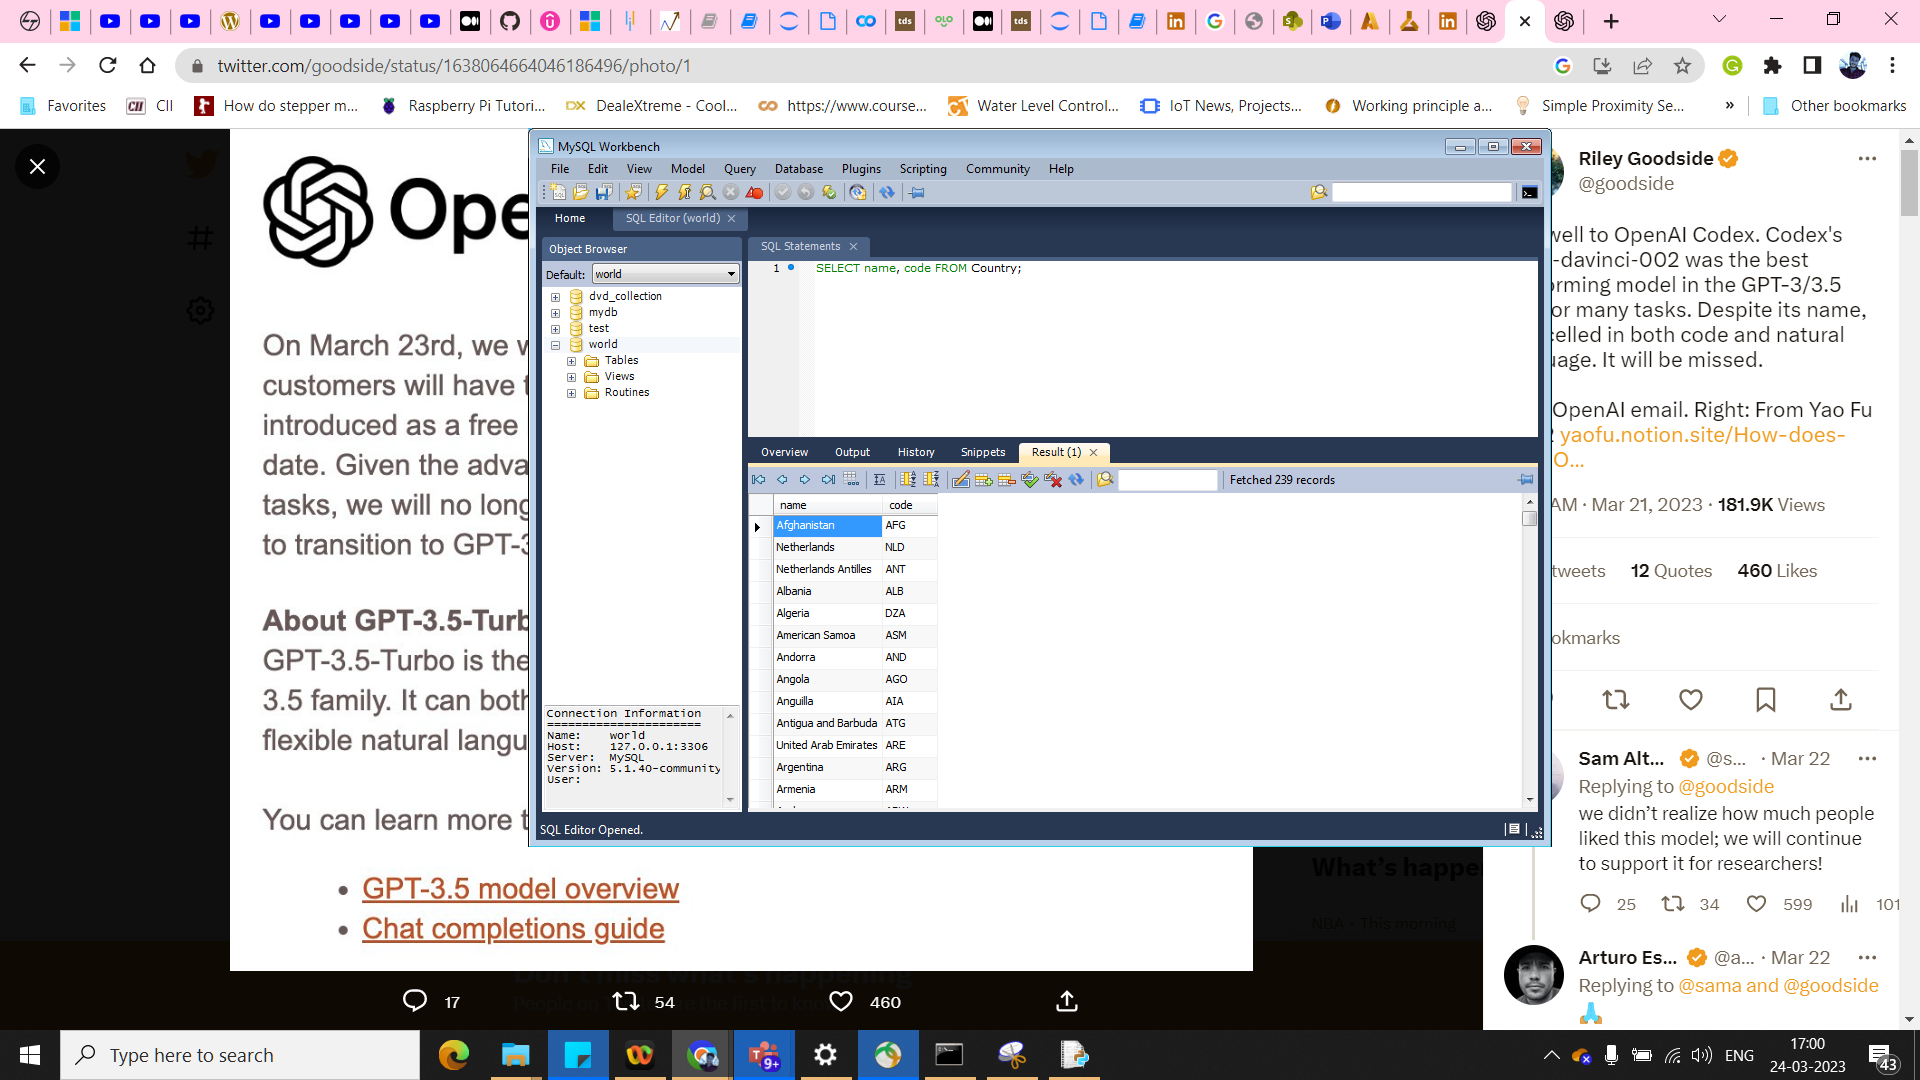 twitter.com/goodside/status/1638064664046186496/photo/1
Favorites
CII
How do stepper m...
Raspberry Pi Tutori...
DealeXtreme - Cool...
https://www.course...
Water Level Control...
IoT News, Projects...
Working principle a...
Simple Proximity Se...
»
Other bookmarks
Ope
On March 23rd, we w
customers will have t
introduced as a free
date. Given the adva
tasks, we will no long
to transition to GPT-3
About GPT-3.5-Turb
GPT-3.5-Turbo is the
3.5 family. It can both
flexible natural langu
You can learn more t
• GPT-3.5 model overview
• Chat completions guide
17
54
460
MySQL Workbench
File Edit View Model Query Database Plugins Scripting Community Help
Home
SQL Editor (world)
Object Browser
Default: world
dvd_collection
mydb
test
world
Tables
Views
Routines
Connection Information
======================
Name: world
Host: 127.0.0.1:3306
Server: MySQL
Version: 5.1.40-community
User:
SQL Statements
1 SELECT name, code FROM Country;
Overview Output History Snippets Result (1)
Fetched 239 records
name code
Afghanistan AFG
Netherlands NLD
Netherlands Antilles ANT
Albania ALB
Algeria DZA
American Samoa ASM
Andorra AND
Angola AGO
Anguilla AIA
Antigua and Barbuda ATG
United Arab Emirates ARE
Argentina ARG
Armenia ARM
SQL Editor Opened.
Riley Goodside
@goodside
well to OpenAI Codex. Codex's
-davinci-002 was the best
orming model in the GPT-3/3.5
or many tasks. Despite its name,
elled in both code and natural
uage. It will be missed.
OpenAI email. Right: From Yao Fu
yaofu.notion.site/How-does-
O...
AM · Mar 21, 2023 · 181.9K Views
tweets 12 Quotes 460 Likes
okmarks
Sam Alt... @s... · Mar 22
Replying to @goodside
we didn't realize how much people
liked this model; we will continue
to support it for researchers!
25 34 599 101
Arturo Es... @a... · Mar 22
Replying to @sama and @goodside
What's happe
NBA · This morning
Don't miss what's happening
Type here to search
9+
ENG
17:00
24-03-2023
43